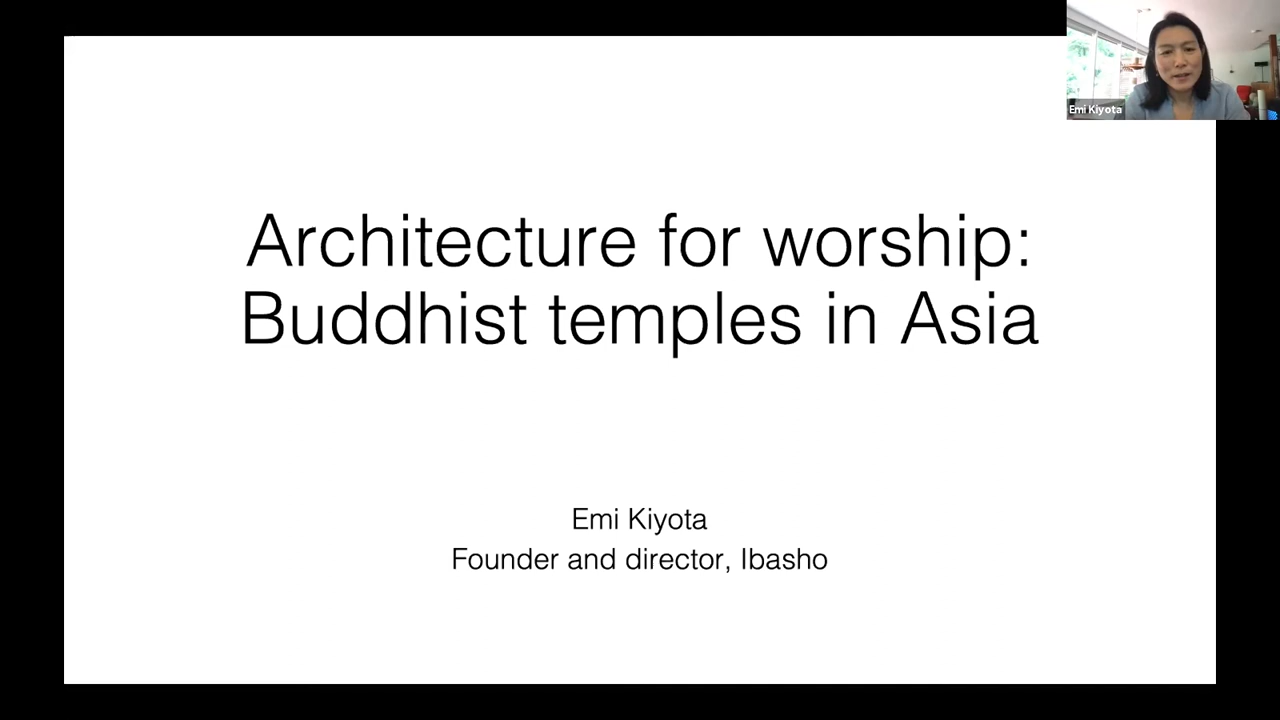 Emi Kiyota
Architecture for worship:
Buddhist temples in Asia
Emi Kiyota
Founder and director, Ibasho